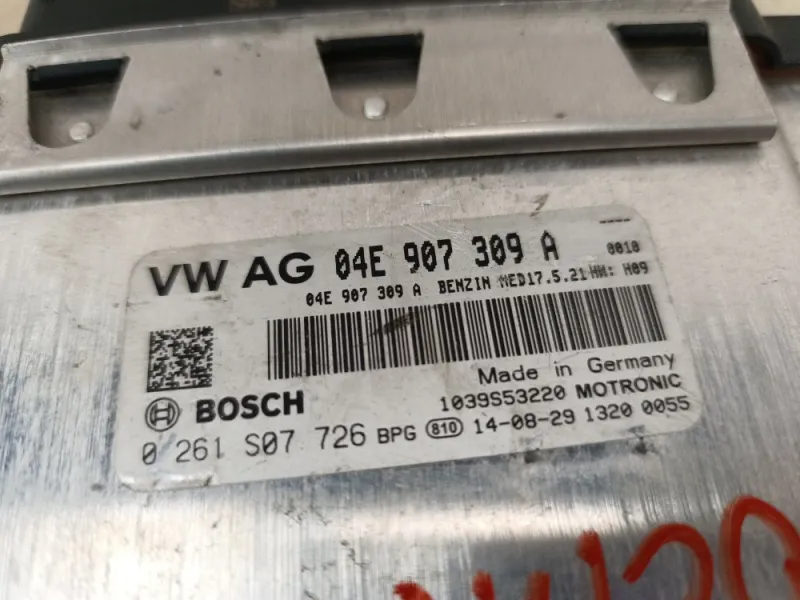 VW AG 04E 907 309 A 0010
04E 907 309 A BENZIN MED17.5.21 HW: H09
Made in Germany
BOSCH 1039S53220 MOTRONIC
0 261 S07 726 BPG 810 14-08-29 1320 0055